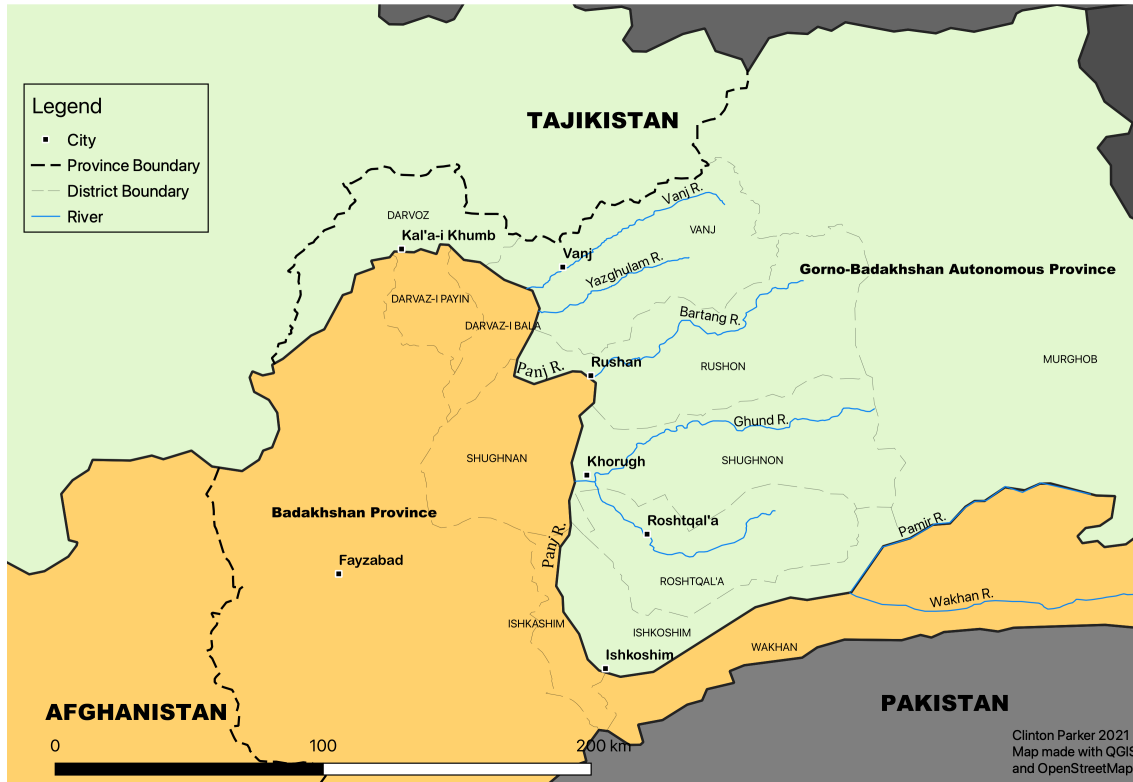 Legend
City
Province Boundary
District Boundary
River
TAJIKISTAN
DARVOZ
Kal'a-i Khumb
Vanj R.
VANJ
Vanj
Yazghulam R.
Gorno-Badakhshan Autonomous Province
DARVAZ-I PAYIN
DARVAZ-I BALA
Bartang R.
MURGHOB
Panj R.
Rushan
RUSHON
Ghund R.
SHUGHNAN
Khorugh
SHUGHNON
Badakhshan Province
Roshtqal'a
Pamir R.
Panj R.
Fayzabad
ROSHTQAL'A
Wakhan R.
ISHKASHIM
ISHKOSHIM
WAKHAN
Ishkoshim
AFGHANISTAN
PAKISTAN
0 100 200 km
Clinton Parker 2021
Map made with QGIS
and OpenStreetMap